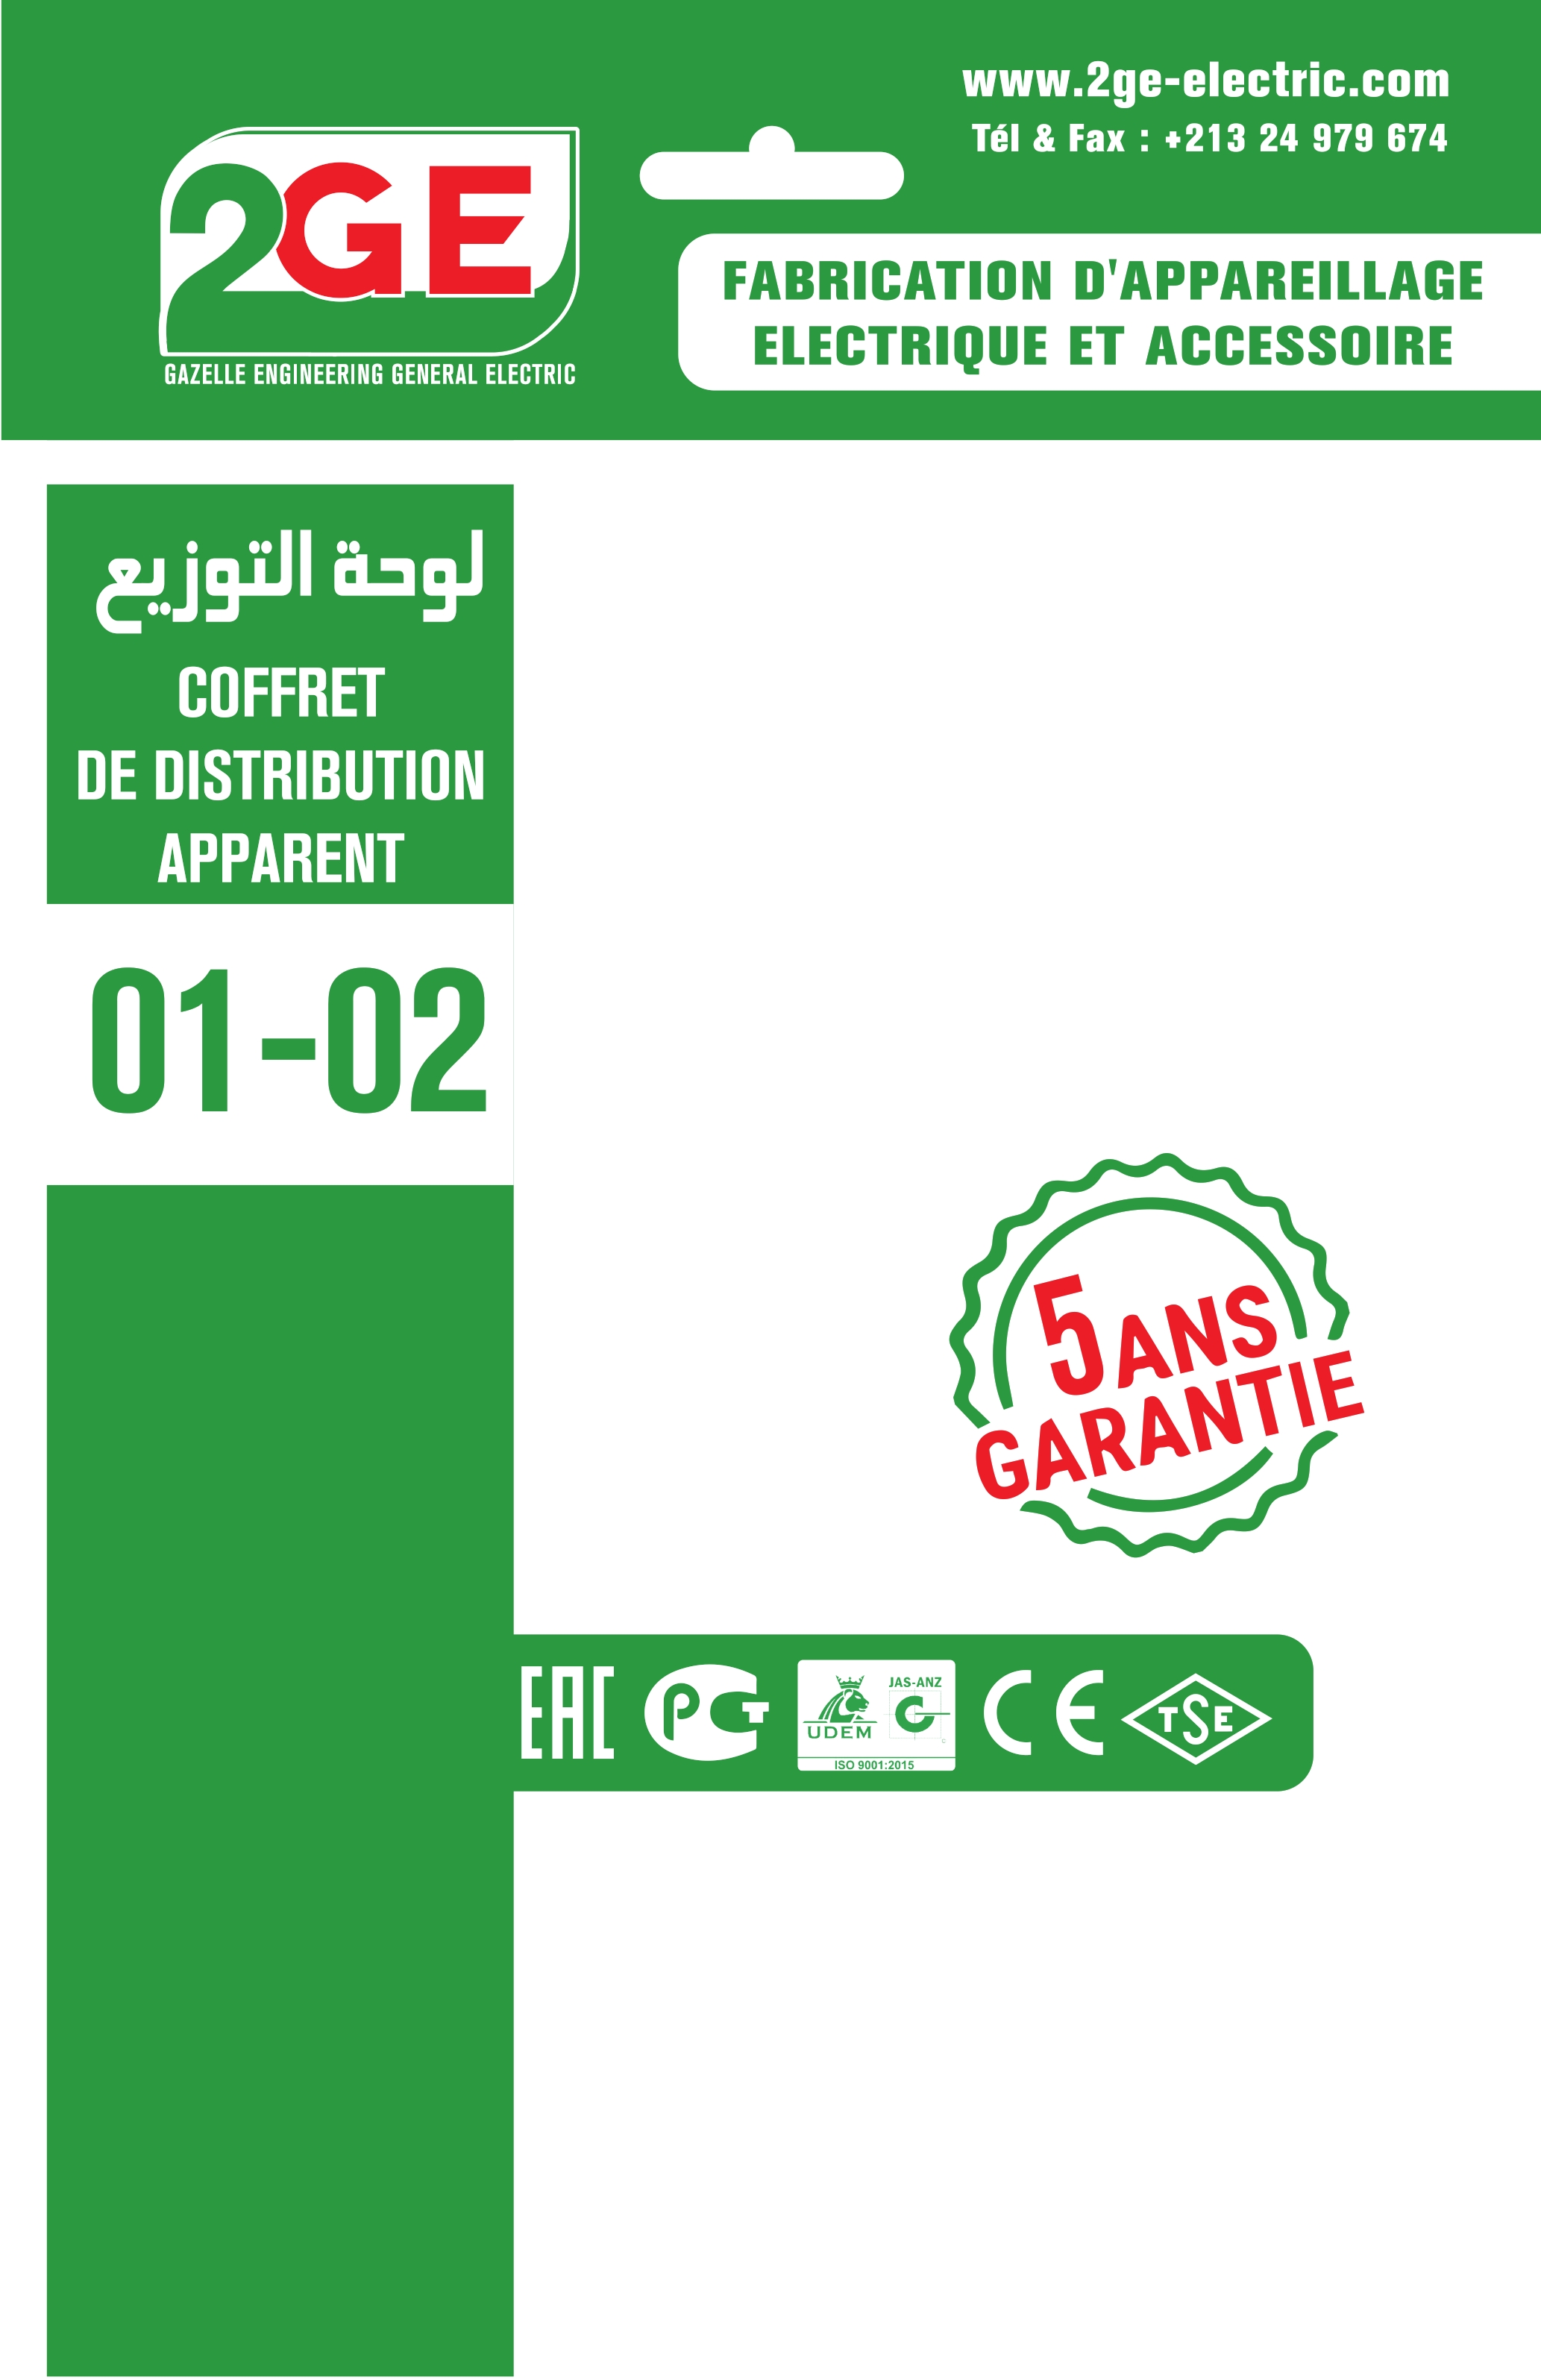 www.2ge-electric.com
Tél & Fax : +213 24 979 674
2GE
GAZELLE ENGINEERING GENERAL ELECTRIC
FABRICATION D'APPAREILLAGE
ELECTRIQUE ET ACCESSOIRE
لوحة التوزيع
COFFRET
DE DISTRIBUTION
APPARENT
01-02
5 ANS
GARANTIE
EAC
РСТ
UDEM
JAS-ANZ
C
ISO 9001:2015
CE
TSE